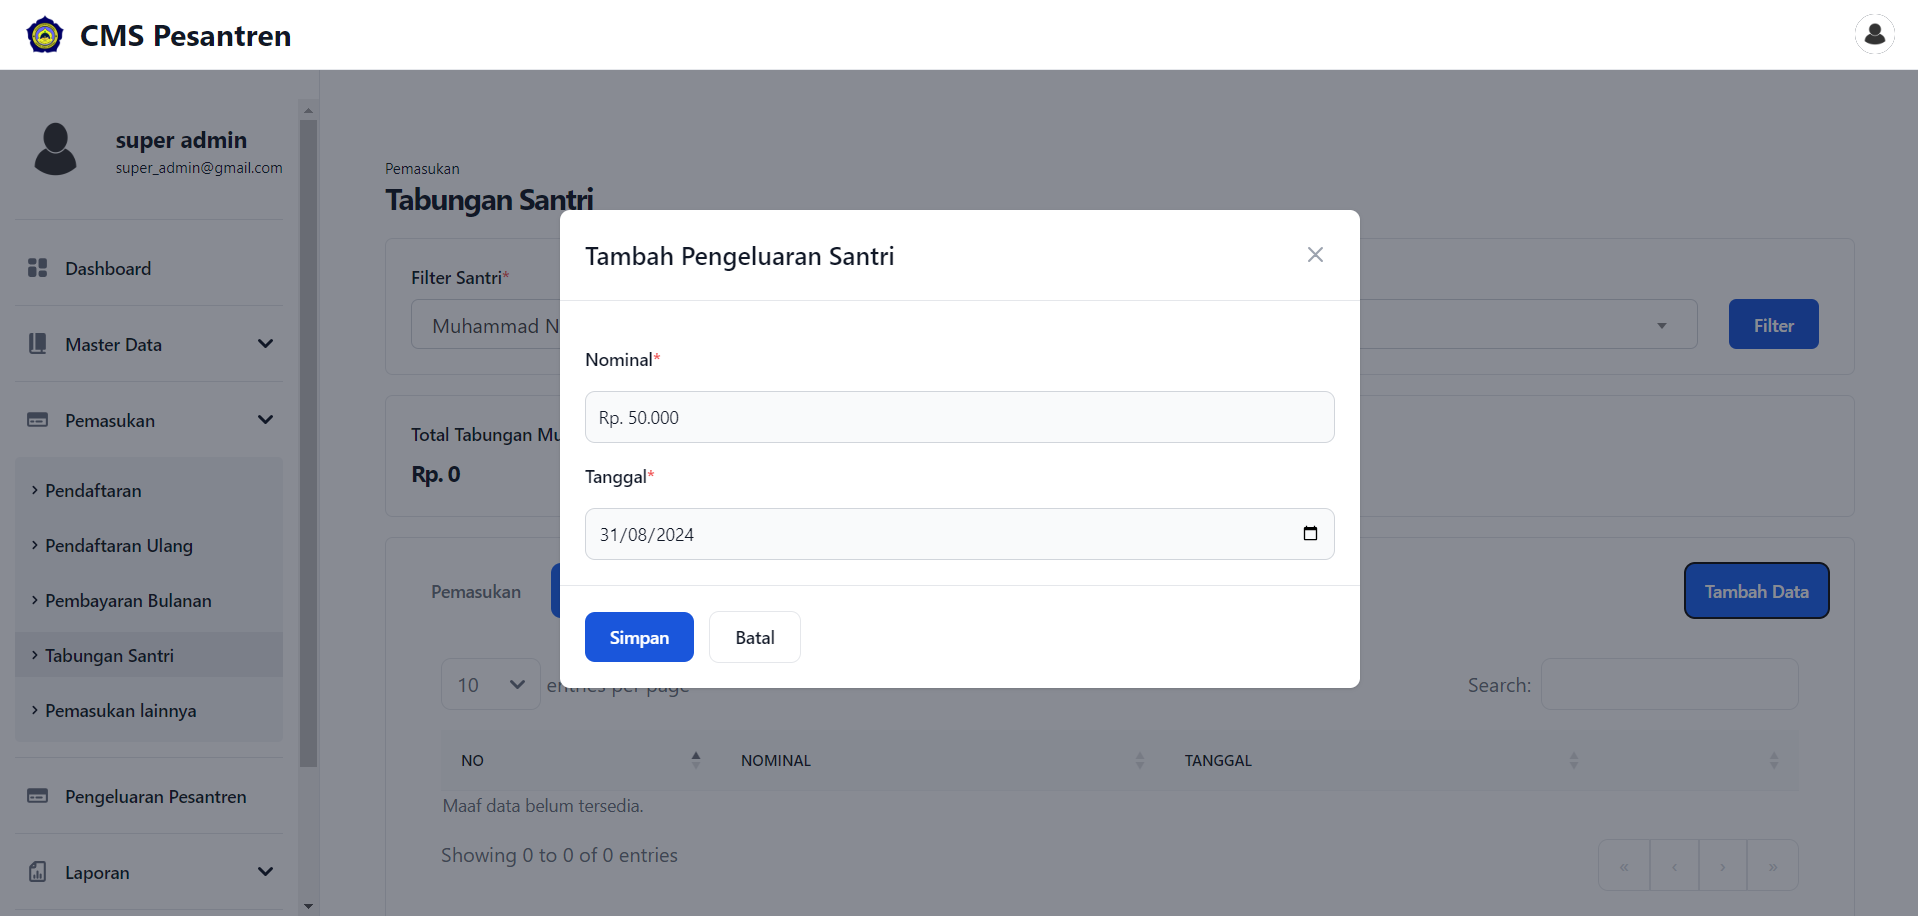 CMS Pesantren
super admin
super_admin@gmail.com
Dashboard
Master Data
Pemasukan
Pendaftaran
Pendaftaran Ulang
Pembayaran Bulanan
Tabungan Santri
Pemasukan lainnya
Pengeluaran Pesantren
Laporan
Pemasukan
Tabungan Santri
Filter Santri*
Muhammad N
Filter
Total Tabungan Mu
Rp. 0
Pemasukan
Tambah Data
Tambah Pengeluaran Santri
Nominal*
Rp. 50.000
Tanggal*
31/08/2024
Simpan Batal
10 entries per page
Search:
NO NOMINAL TANGGAL
Maaf data belum tersedia.
Showing 0 to 0 of 0 entries
« ‹ › »